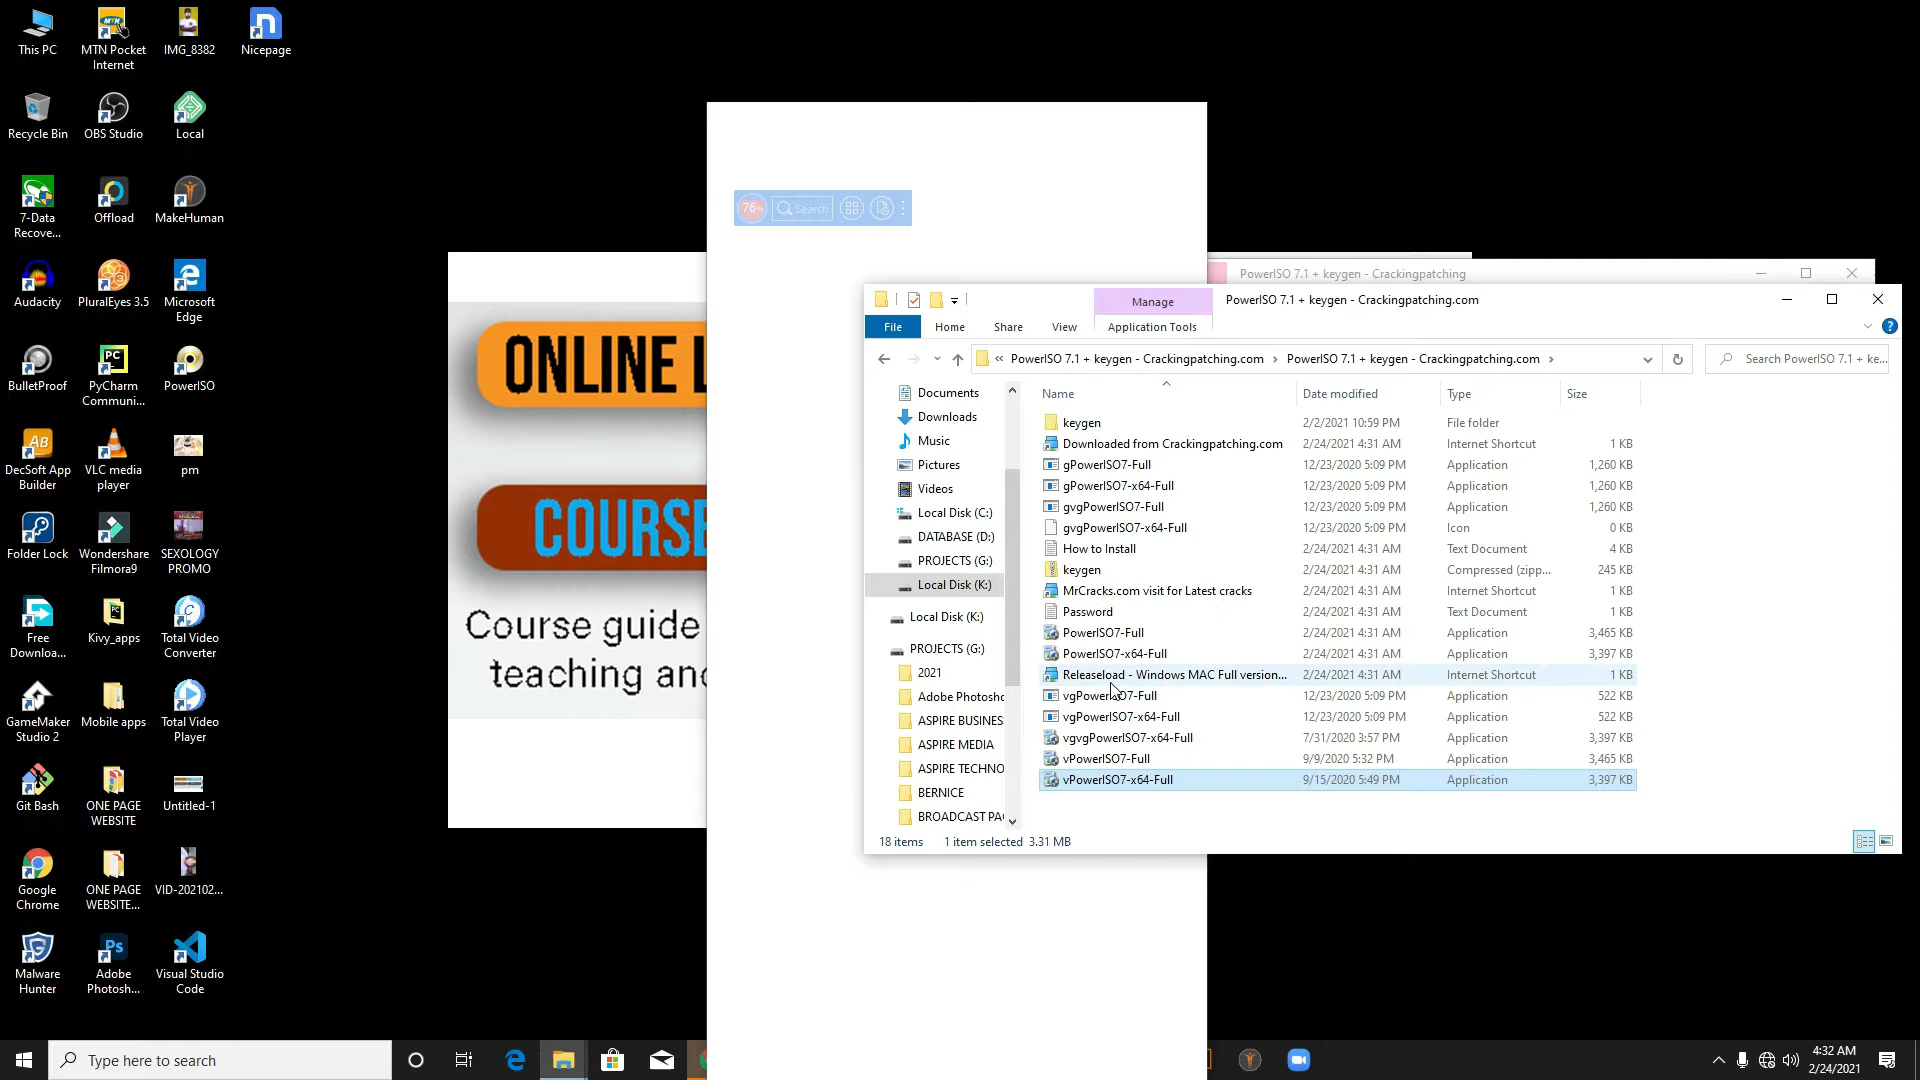 This PC
MTN Pocket
Internet
IMG_8382
Nicepage
Recycle Bin
OBS Studio
Local
7-Data
Recove...
Offload
MakeHuman
Audacity
PluralEyes 3.5
Microsoft
Edge
BulletProof
PyCharm
Communi...
PowerISO
DecSoft App
Builder
VLC media
player
pm
Folder Lock
Wondershare
Filmora9
SEXOLOGY
PROMO
Free
Downloa...
Kivy_apps
Total Video
Converter
GameMaker
Studio 2
Mobile apps
Total Video
Player
Git Bash
ONE PAGE
WEBSITE
Untitled-1
Google
Chrome
ONE PAGE
WEBSITE...
VID-202102...
Malware
Hunter
Adobe
Photosh...
Visual Studio
Code
ONLINE L
COURSE
Course guide
teaching and
76%
Search
PowerISO 7.1 + keygen - Crackingpatching
Manage
PowerISO 7.1 + keygen - Crackingpatching.com
File
Home
Share
View
Application Tools
« PowerISO 7.1 + keygen - Crackingpatching.com › PowerISO 7.1 + keygen - Crackingpatching.com ›
Search PowerISO 7.1 + ke...
Documents
Downloads
Music
Pictures
Videos
Local Disk (C:)
DATABASE (D:)
PROJECTS (G:)
Local Disk (K:)
Local Disk (K:)
PROJECTS (G:)
2021
Adobe Photosho
ASPIRE BUSINES
ASPIRE MEDIA
ASPIRE TECHNO
BERNICE
BROADCAST PA
Name Date modified Type Size
keygen 2/2/2021 10:59 PM File folder
Downloaded from Crackingpatching.com 2/24/2021 4:31 AM Internet Shortcut 1 KB
gPowerISO7-Full 12/23/2020 5:09 PM Application 1,260 KB
gPowerISO7-x64-Full 12/23/2020 5:09 PM Application 1,260 KB
gvgPowerISO7-Full 12/23/2020 5:09 PM Application 1,260 KB
gvgPowerISO7-x64-Full 12/23/2020 5:09 PM Icon 0 KB
How to Install 2/24/2021 4:31 AM Text Document 4 KB
keygen 2/24/2021 4:31 AM Compressed (zipp... 245 KB
MrCracks.com visit for Latest cracks 2/24/2021 4:31 AM Internet Shortcut 1 KB
Password 2/24/2021 4:31 AM Text Document 1 KB
PowerISO7-Full 2/24/2021 4:31 AM Application 3,465 KB
PowerISO7-x64-Full 2/24/2021 4:31 AM Application 3,397 KB
Releaseload - Windows MAC Full version... 2/24/2021 4:31 AM Internet Shortcut 1 KB
vgPowerISO7-Full 12/23/2020 5:09 PM Application 522 KB
vgPowerISO7-x64-Full 12/23/2020 5:09 PM Application 522 KB
vgvgPowerISO7-x64-Full 7/31/2020 3:57 PM Application 3,397 KB
vPowerISO7-Full 9/9/2020 5:32 PM Application 3,465 KB
vPowerISO7-x64-Full 9/15/2020 5:49 PM Application 3,397 KB
18 items 1 item selected 3.31 MB
Type here to search
4:32 AM
2/24/2021